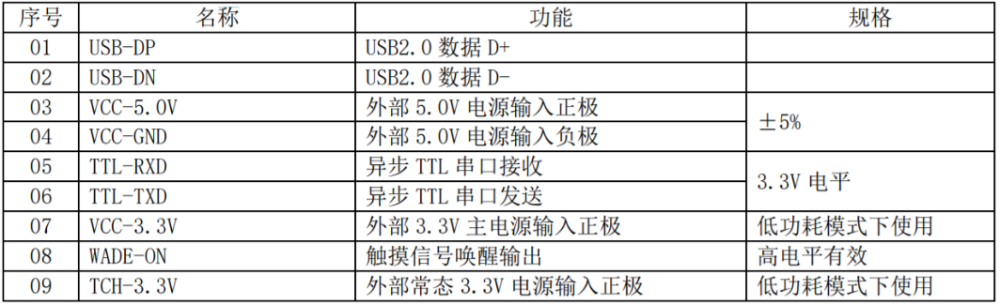 序号 名称 功能 规格
01 USB-DP USB2.0 数据 D+
02 USB-DN USB2.0 数据 D-
03 VCC-5.0V 外部 5.0V 电源输入正极 ±5%
04 VCC-GND 外部 5.0V 电源输入负极
05 TTL-RXD 异步 TTL 串口接收 3.3V 电平
06 TTL-TXD 异步 TTL 串口发送
07 VCC-3.3V 外部 3.3V 主电源输入正极 低功耗模式下使用
08 WADE-ON 触摸信号唤醒输出 高电平有效
09 TCH-3.3V 外部常态 3.3V 电源输入正极 低功耗模式下使用